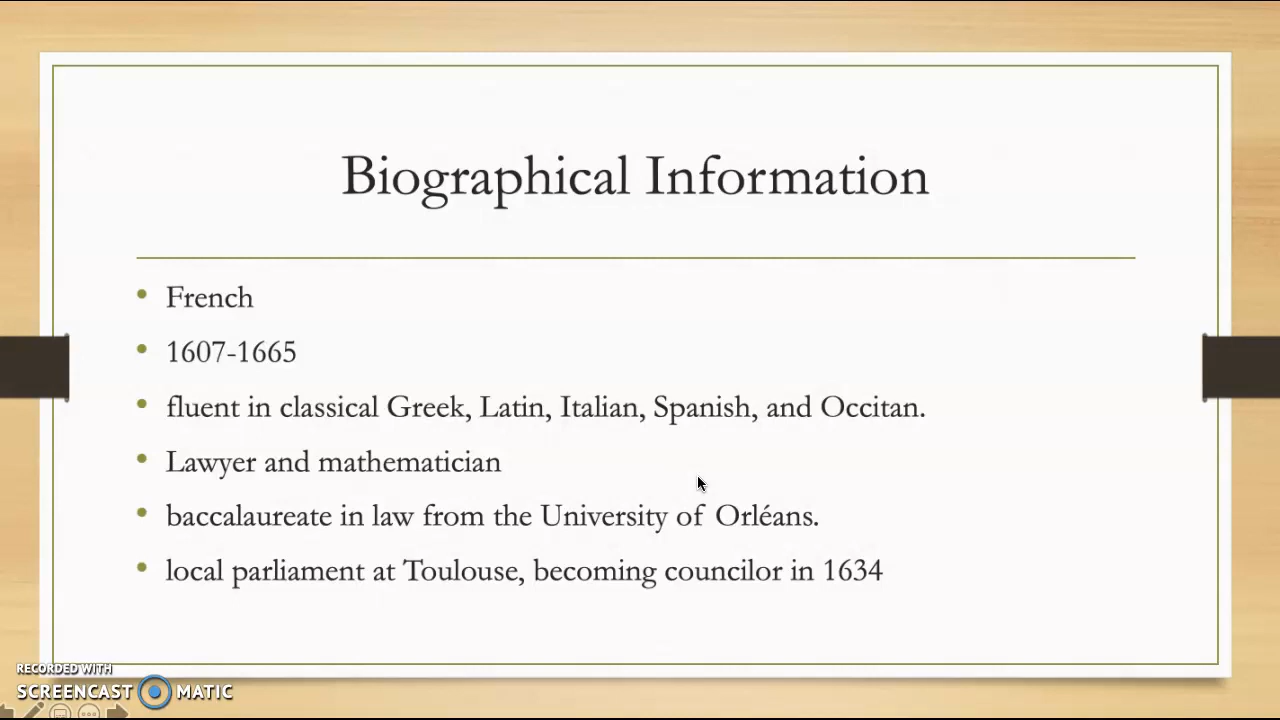 Biographical Information
• French
• 1607-1665
• fluent in classical Greek, Latin, Italian, Spanish, and Occitan.
• Lawyer and mathematician
• baccalaureate in law from the University of Orléans.
• local parliament at Toulouse, becoming councilor in 1634
RECORDED WITH
SCREENCAST MATIC